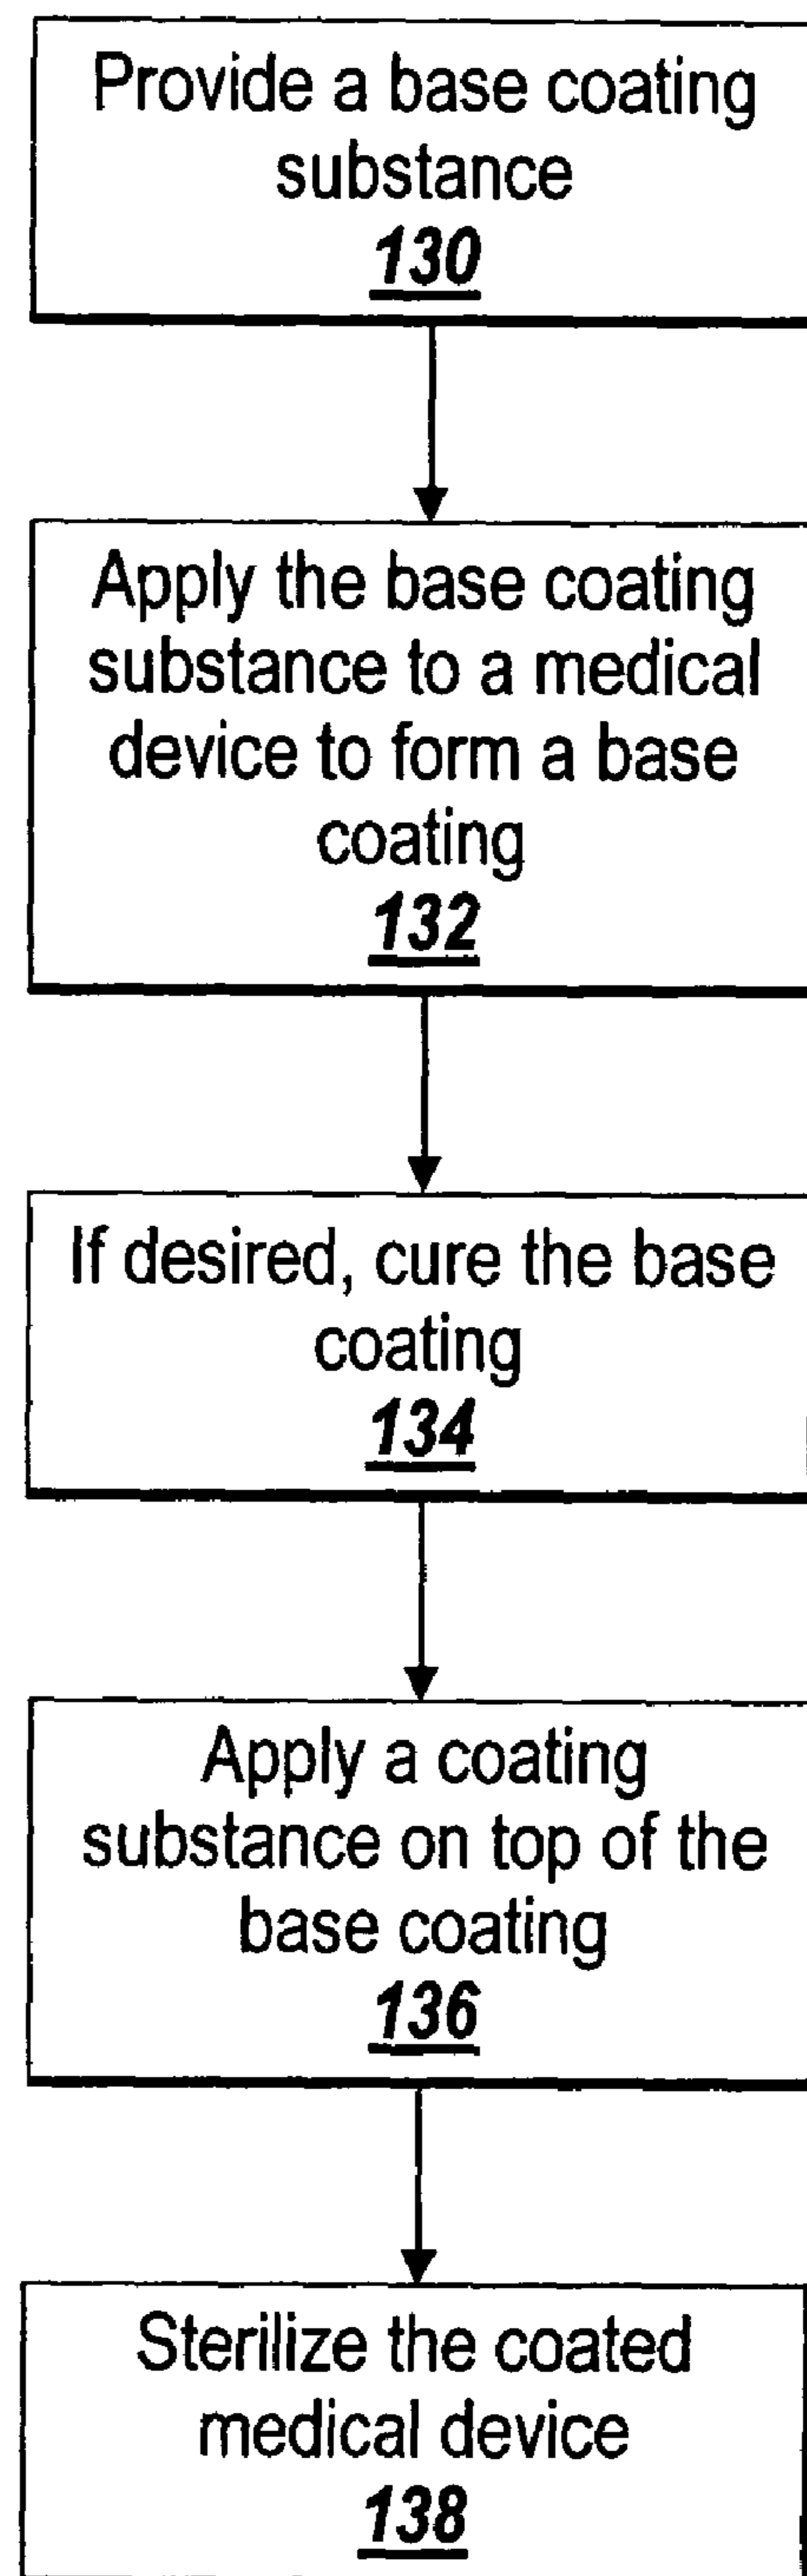 Provide a base coating
substance
130
Apply the base coating
substance to a medical
device to form a base
coating
132
If desired, cure the base
coating
134
Apply a coating
substance on top of the
base coating
136
Sterilize the coated
medical device
138